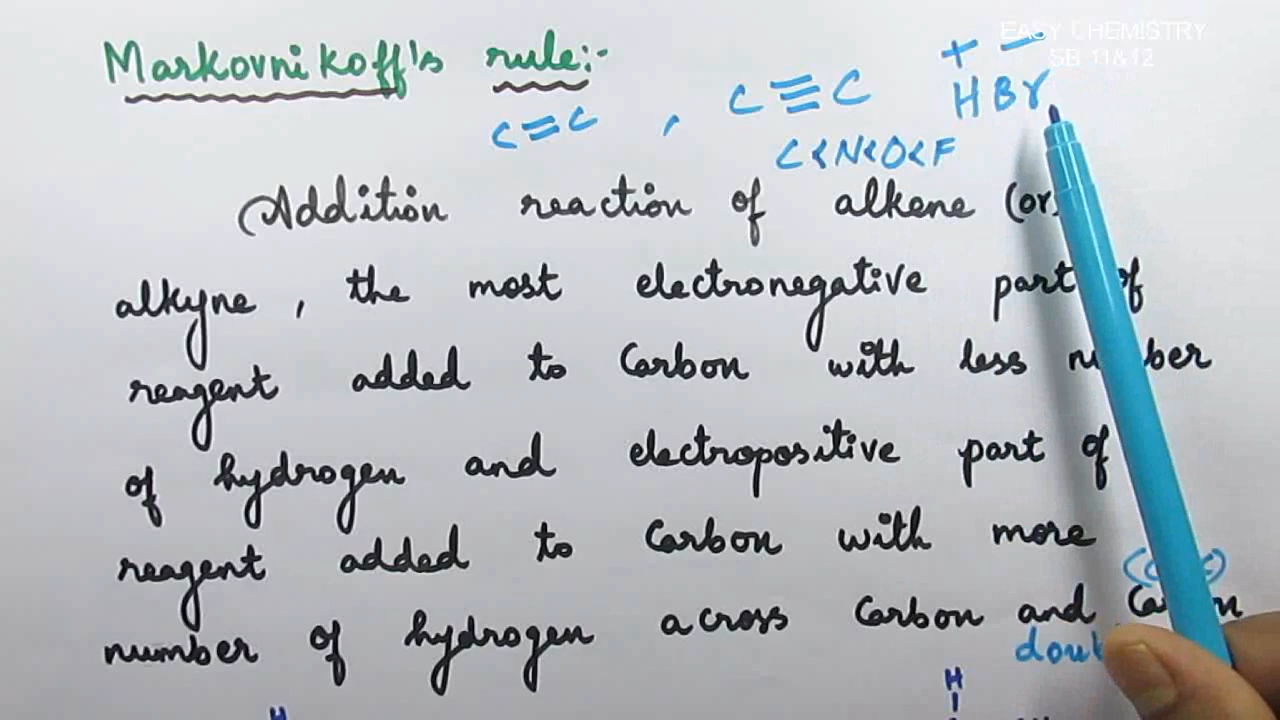 EASY CHEMISTRY
SB 11&12
Markovnikoff's rule:-
C=C , C≡C
+ -
H Br
C<N<O<F
Addition reaction of alkene (or)
alkyne, the most electronegative part of
reagent added to Carbon with less number
of hydrogen and electropositive part of
reagent added to Carbon with more
number of hydrogen across Carbon and Carbon
H
H